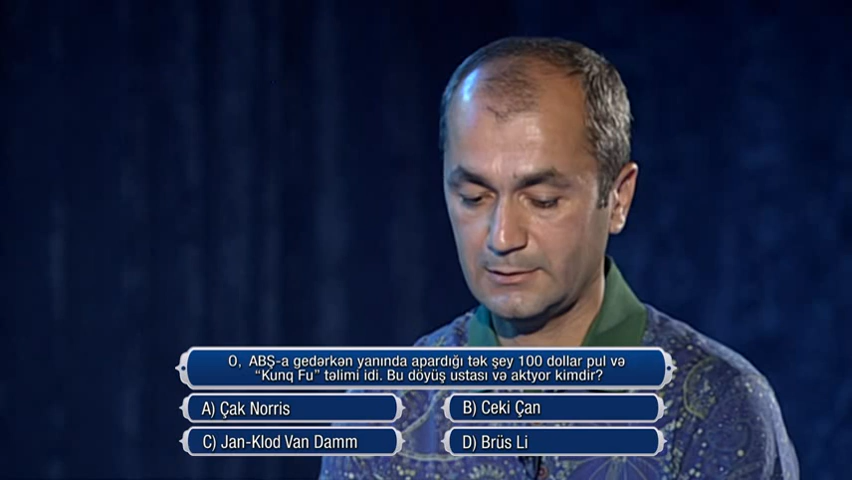 O, ABŞ-a gedərkən yanında apardığı tək şey 100 dollar pul və
“Kunq Fu” təlimi idi. Bu döyüş ustası və aktyor kimdir?
A) Çak Norris
B) Ceki Çan
C) Jan-Klod Van Damm
D) Brüs Li